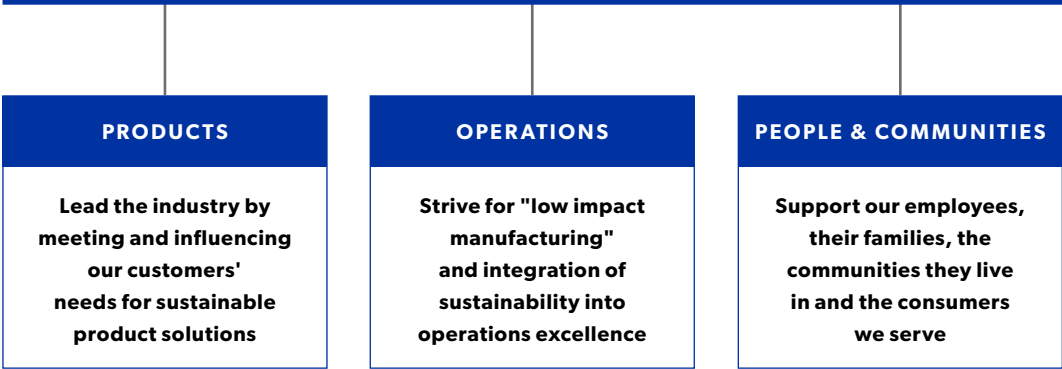 PRODUCTS
Lead the industry by
meeting and influencing
our customers'
needs for sustainable
product solutions
OPERATIONS
Strive for "low impact
manufacturing"
and integration of
sustainability into
operations excellence
PEOPLE & COMMUNITIES
Support our employees,
their families, the
communities they live
in and the consumers
we serve